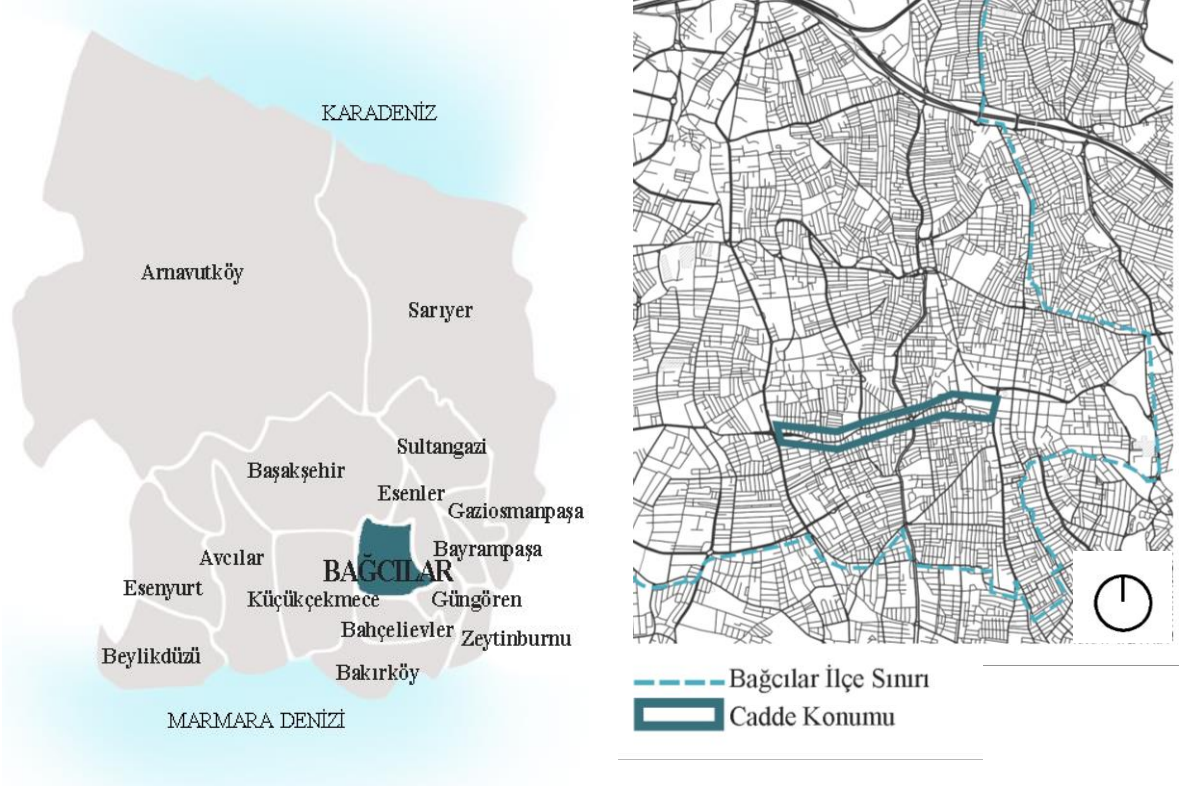 KARADENİZ
Arnavutköy
Sarıyer
Sultangazi
Başakşehir
Esenler
Gaziosmanpaşa
Bayrampaşa
Avcılar
BAĞCILAR
Esenyurt
Küçükçekmece
Güngören
Bahçelievler
Zeytinburnu
Beylikdüzü
Bakırköy
MARMARA DENİZİ
Bağcılar İlçe Sınırı
Cadde Konumu